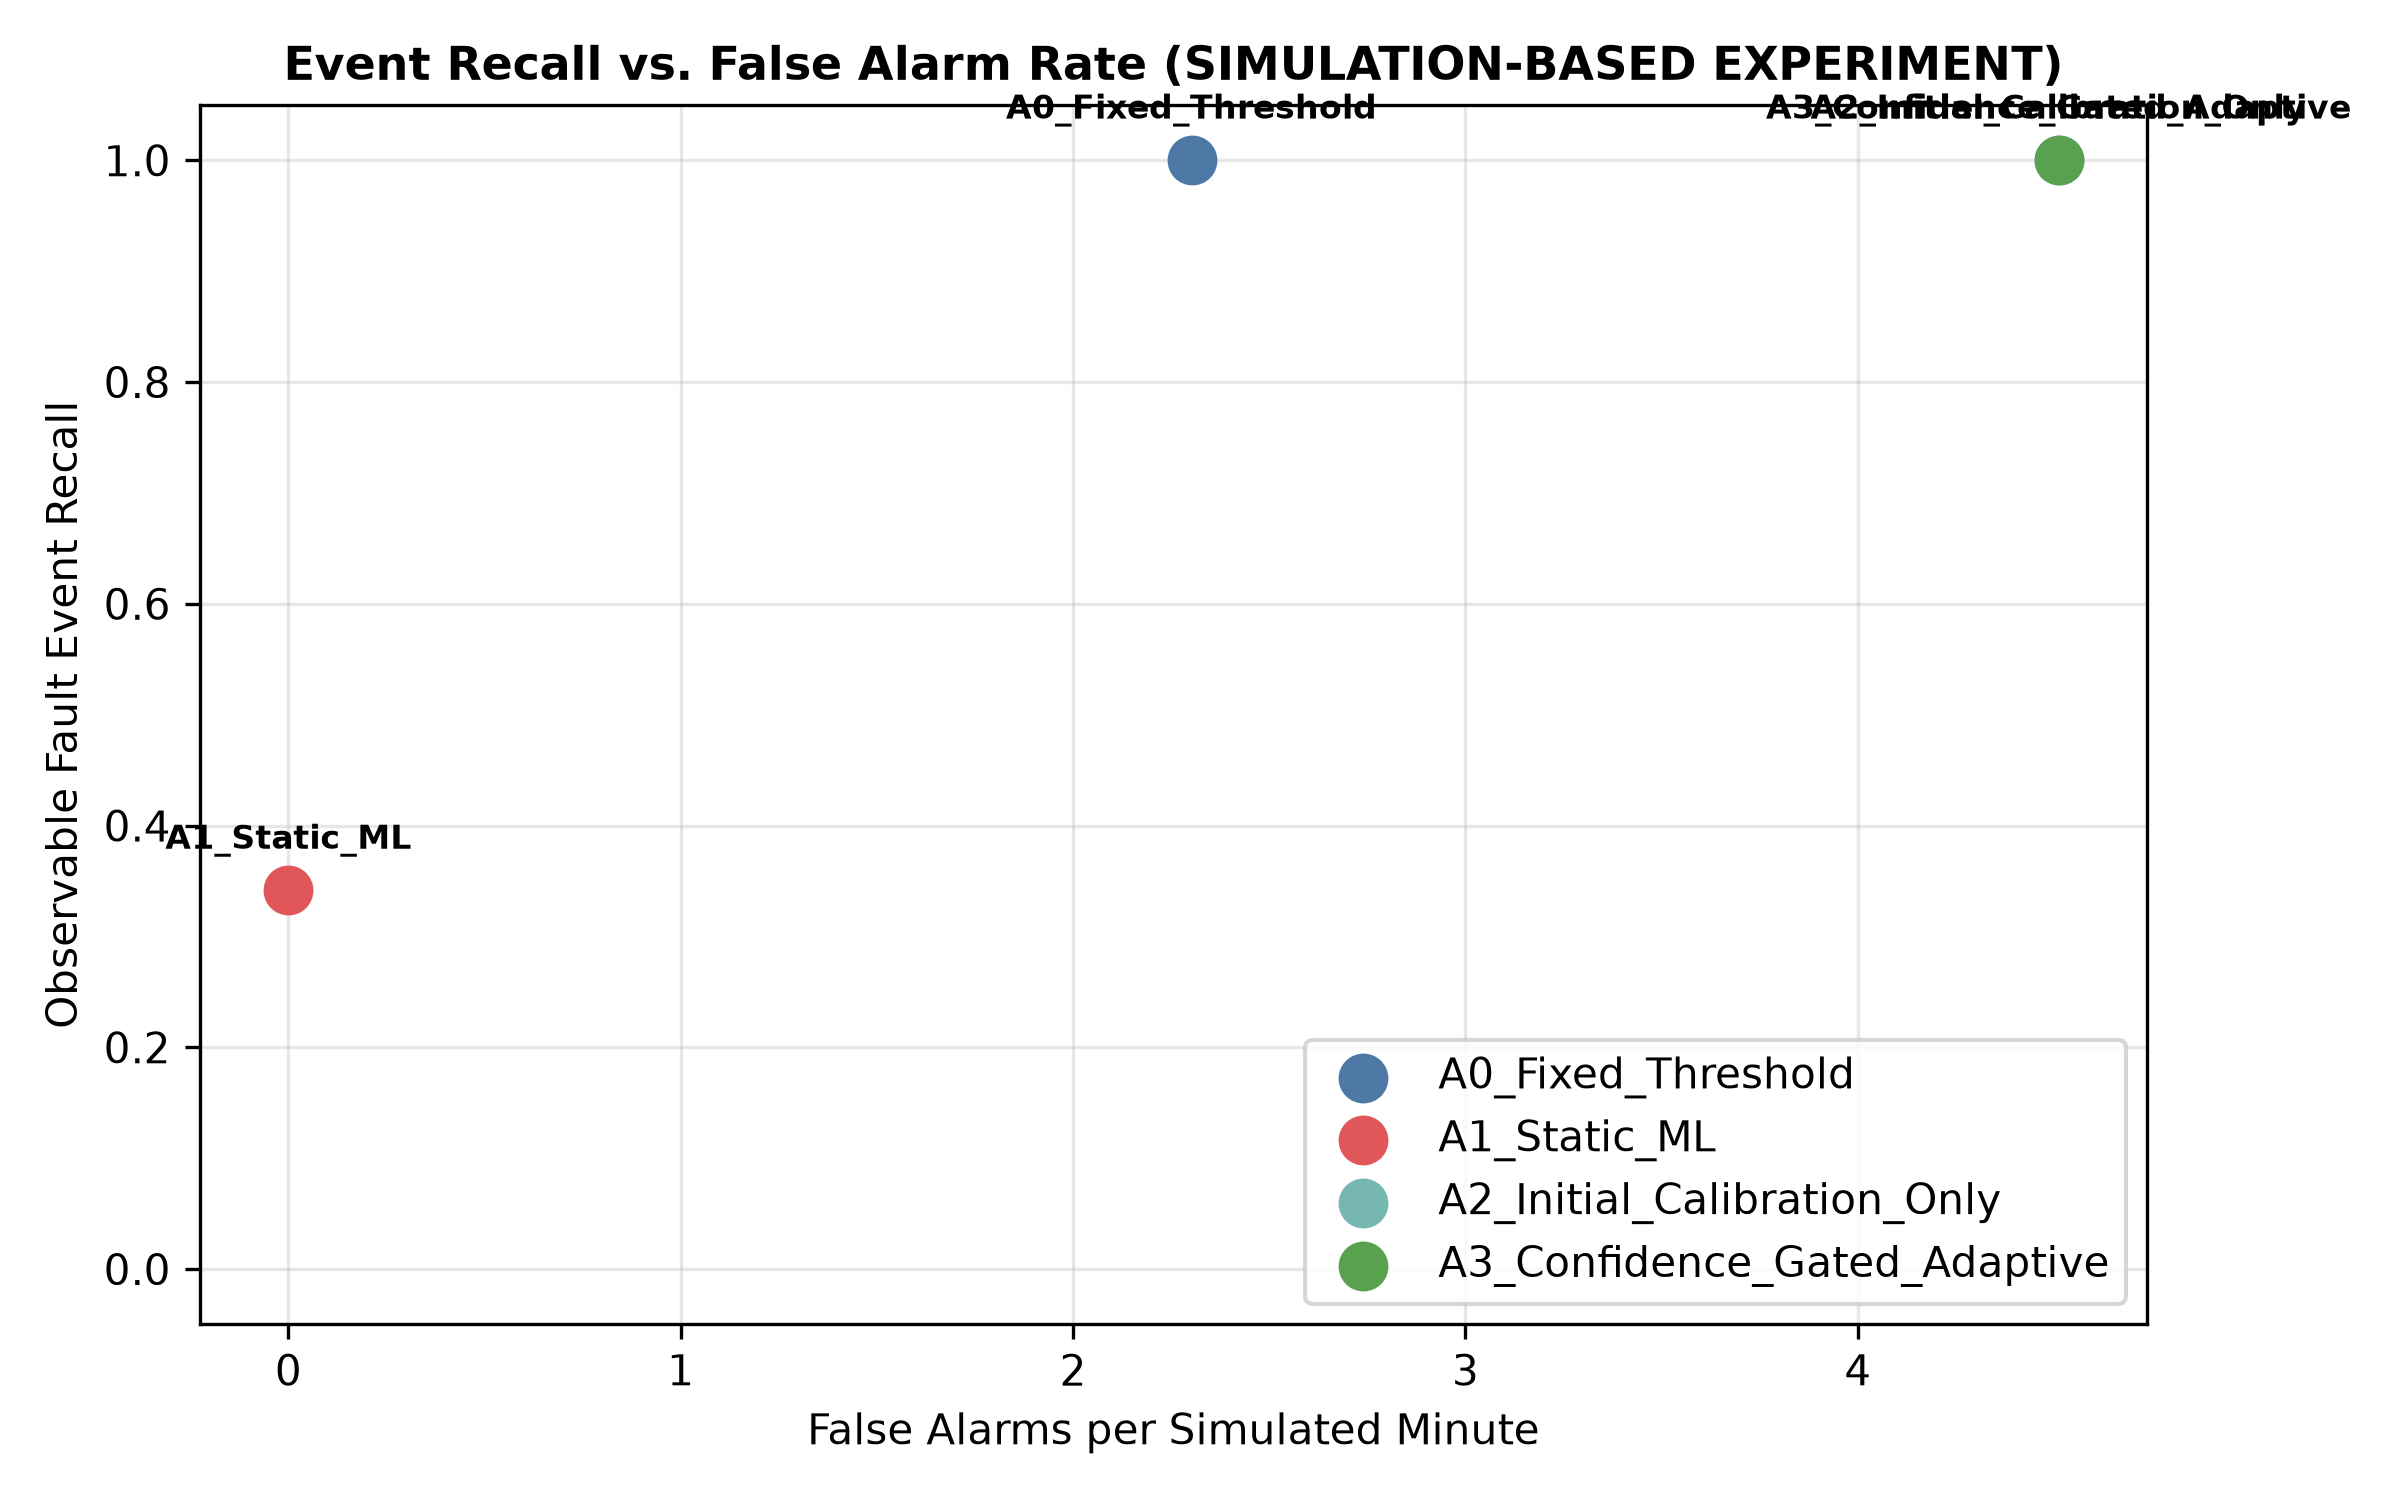 Event Recall vs. False Alarm Rate (SIMULATION-BASED EXPERIMENT)
A0_Fixed_Threshold
A3_Confidence_Gated_Adaptive
A2_Initial_Calibration_Only
1.0
0.8
0.6
0.4
0.2
0.0
Observable Fault Event Recall
A1_Static_ML
A0_Fixed_Threshold
A1_Static_ML
A2_Initial_Calibration_Only
A3_Confidence_Gated_Adaptive
0 1 2 3 4
False Alarms per Simulated Minute